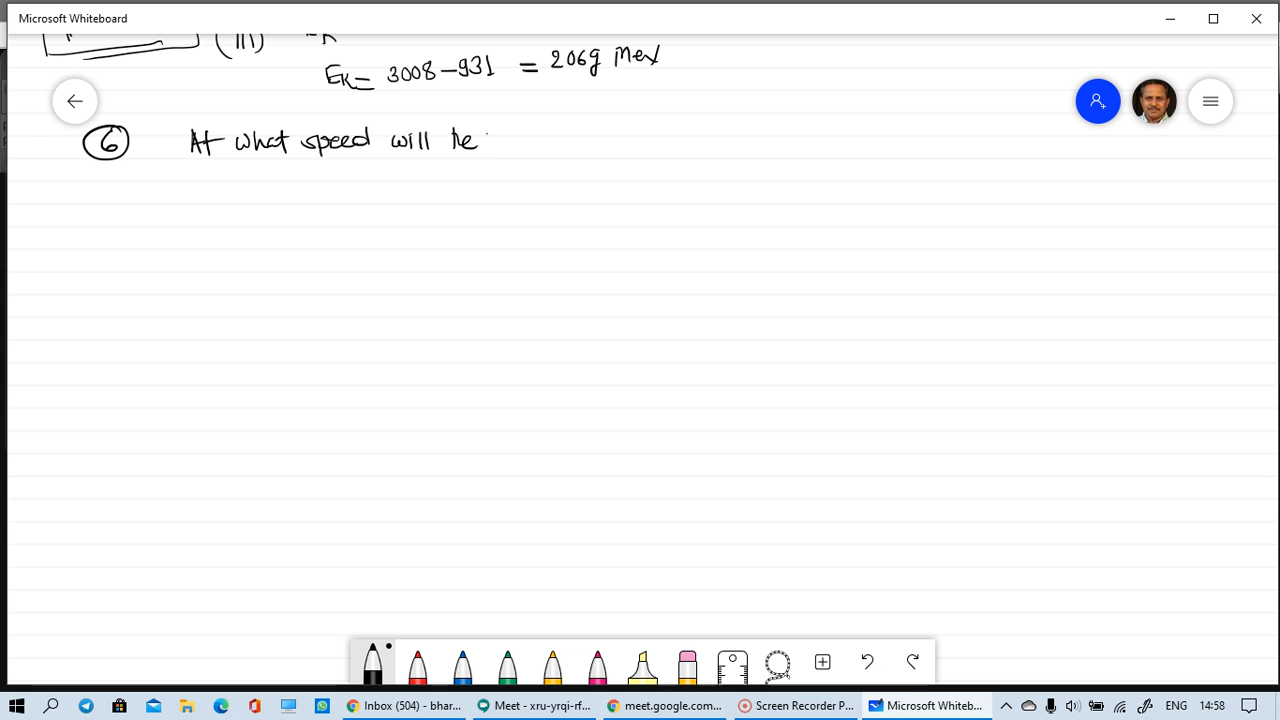 Microsoft Whiteboard
(III)
EK= 3008-931 = 2069 Mev
6 At what speed will the
Inbox (504) - bhar...
Meet - xru-yrqi-rf...
meet.google.com...
Screen Recorder P...
Microsoft Whiteb...
ENG
14:58